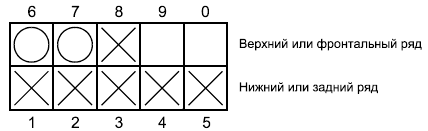 6 7 8 9 0
Верхний или фронтальный ряд
Нижний или задний ряд
1 2 3 4 5